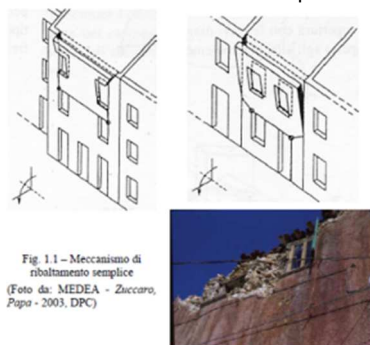 Fig. 1.1 – Meccanismo di
ribaltamento semplice
(Foto da: MEDEA - Zuccaro,
Papa - 2003, DPC)